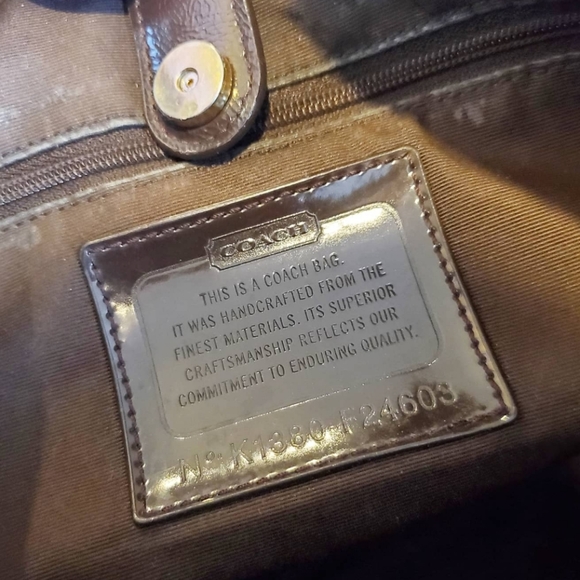 COACH
THIS IS A COACH BAG.
IT WAS HANDCRAFTED FROM THE
FINEST MATERIALS. ITS SUPERIOR
CRAFTSMANSHIP REFLECTS OUR
COMMITMENT TO ENDURING QUALITY.
Nº K1380-F24603